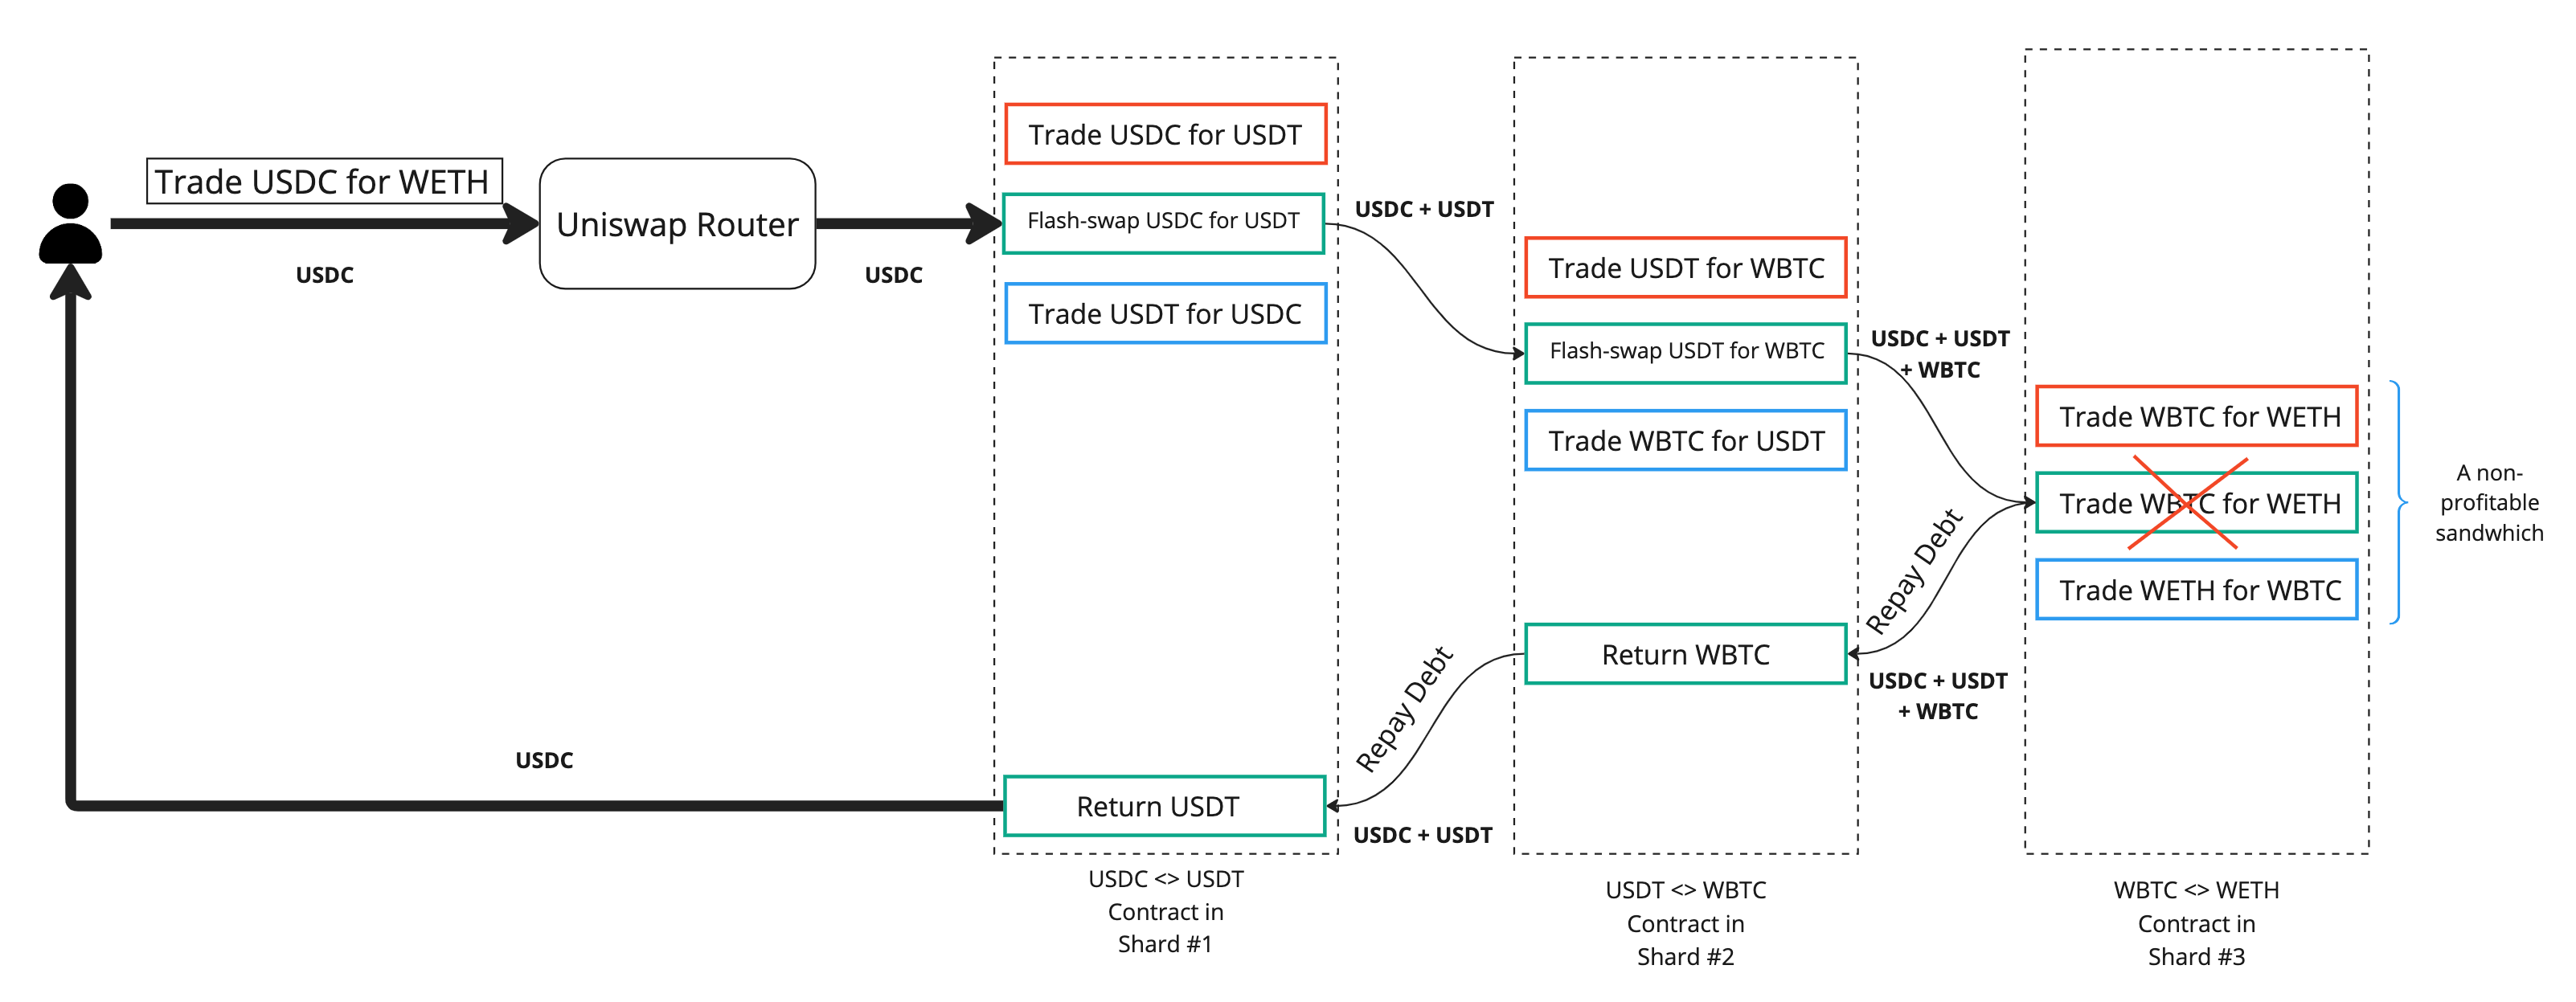 Trade USDC for WETH
USDC
Uniswap Router
USDC
Trade USDC for USDT
Flash-swap USDC for USDT
Trade USDT for USDC
USDC + USDT
Trade USDT for WBTC
Flash-swap USDT for WBTC
Trade WBTC for USDT
USDC + USDT
+ WBTC
Trade WBTC for WETH
Trade WBTC for WETH
Trade WETH for WBTC
A non-
profitable
sandwhich
Repay Debt
USDC + USDT
+ WBTC
Return WBTC
Repay Debt
USDC + USDT
Return USDT
USDC
USDC <> USDT
Contract in
Shard #1
USDT <> WBTC
Contract in
Shard #2
WBTC <> WETH
Contract in
Shard #3